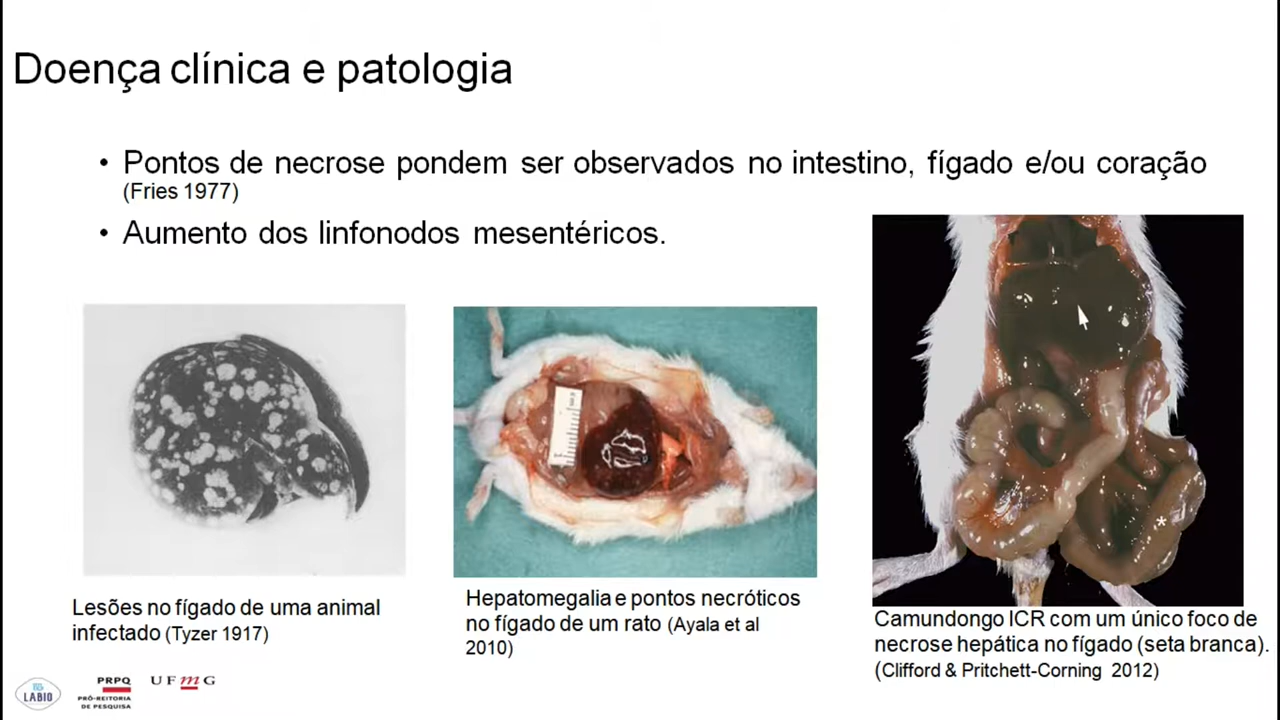 Doença clínica e patologia
• Pontos de necrose pondem ser observados no intestino, fígado e/ou coração
(Fries 1977)
• Aumento dos linfonodos mesentéricos.
*
Lesões no fígado de uma animal
infectado (Tyzer 1917)
Hepatomegalia e pontos necróticos
no fígado de um rato (Ayala et al
2010)
Camundongo ICR com um único foco de
necrose hepática no fígado (seta branca).
(Clifford & Pritchett-Corning 2012)
LABIO
PRPQ
PRÓ-REITORIA
DE PESQUISA
UFmG